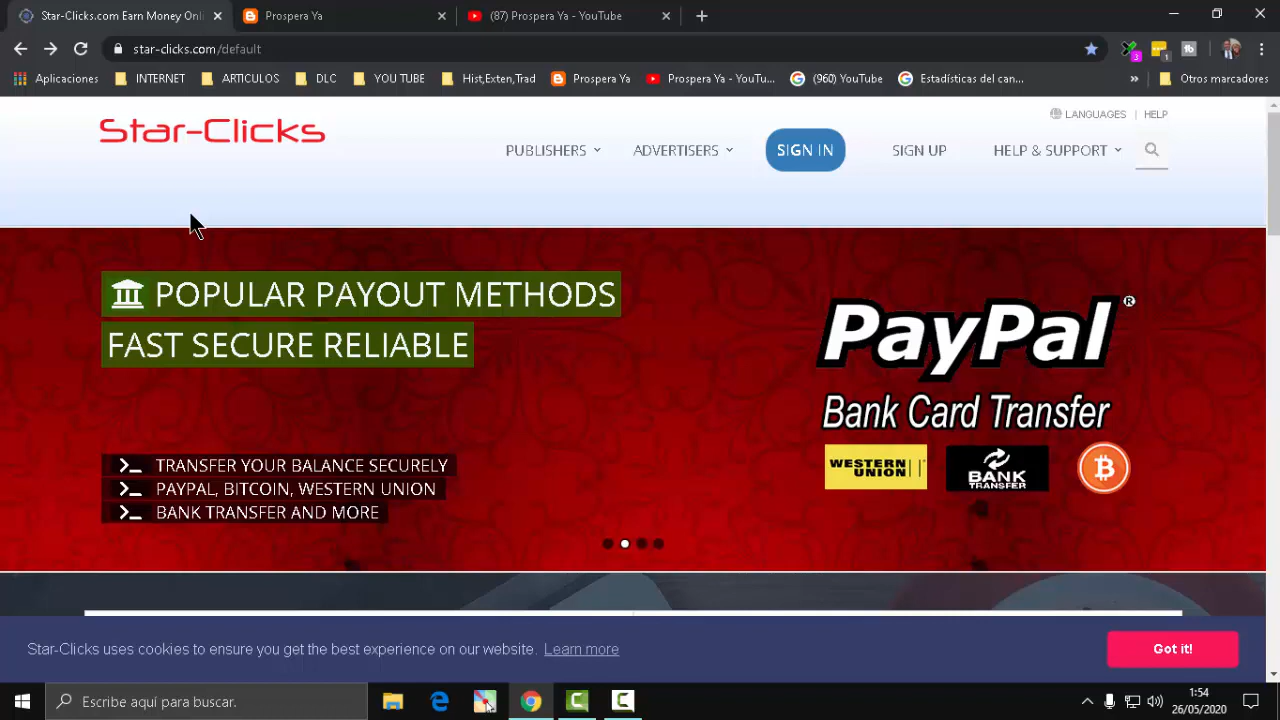 Star-Clicks.com Earn Money Onli
Prospera Ya
(87) Prospera Ya - YouTube
star-clicks.com/default
Aplicaciones
INTERNET
ARTICULOS
DLC
YOU TUBE
Hist,Exten,Trad
Prospera Ya
Prospera Ya - YouTu...
(960) YouTube
Estadísticas del can...
»
Otros marcadores
3
1
LANGUAGES | HELP
Star-Clicks
PUBLISHERS
ADVERTISERS
SIGN IN
SIGN UP
HELP & SUPPORT
POPULAR PAYOUT METHODS
FAST SECURE RELIABLE
PayPal®
Bank Card Transfer
WESTERN UNION
BANK TRANSFER
>_ TRANSFER YOUR BALANCE SECURELY
>_ PAYPAL, BITCOIN, WESTERN UNION
>_ BANK TRANSFER AND MORE
Star-Clicks uses cookies to ensure you get the best experience on our website. Learn more
Got it!
Escribe aquí para buscar.
1:54
26/05/2020